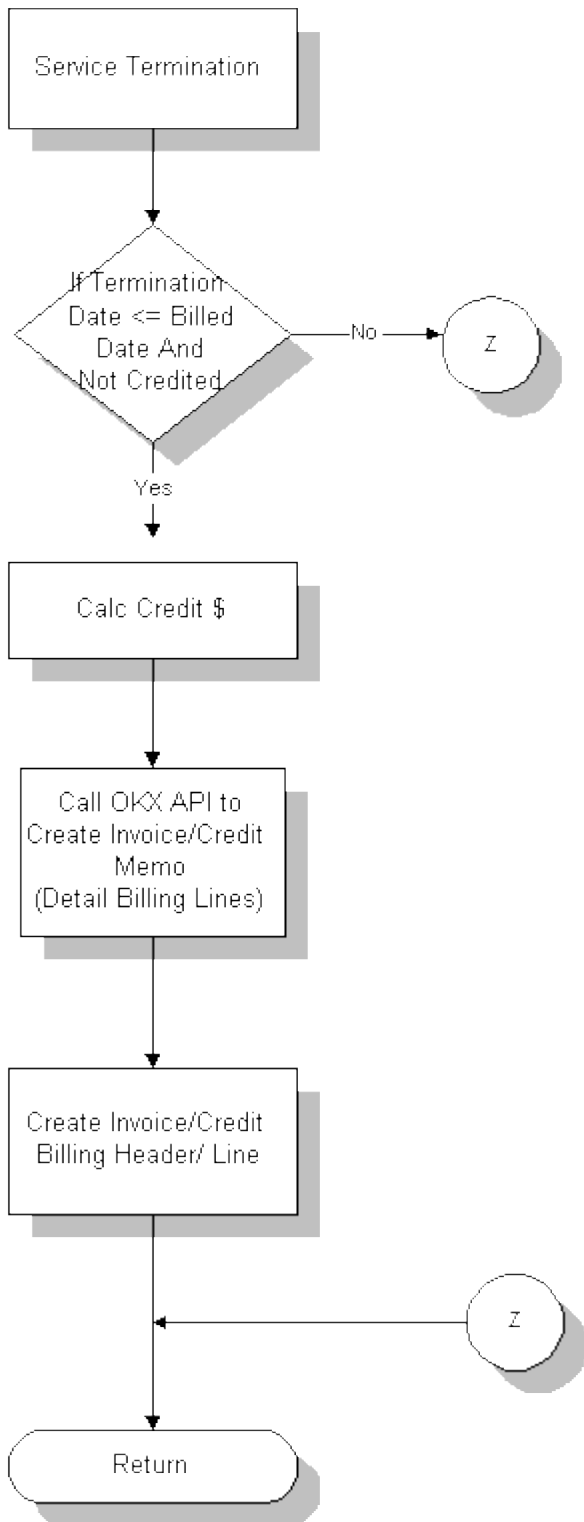 Service Termination
If Termination
Date <= Billed
Date And
Not Credited
No
Z
Yes
Calc Credit $
Call OKX API to
Create Invoice/Credit
Memo
(Detail Billing Lines)
Create Invoice/Credit
Billing Header/ Line
Z
Return